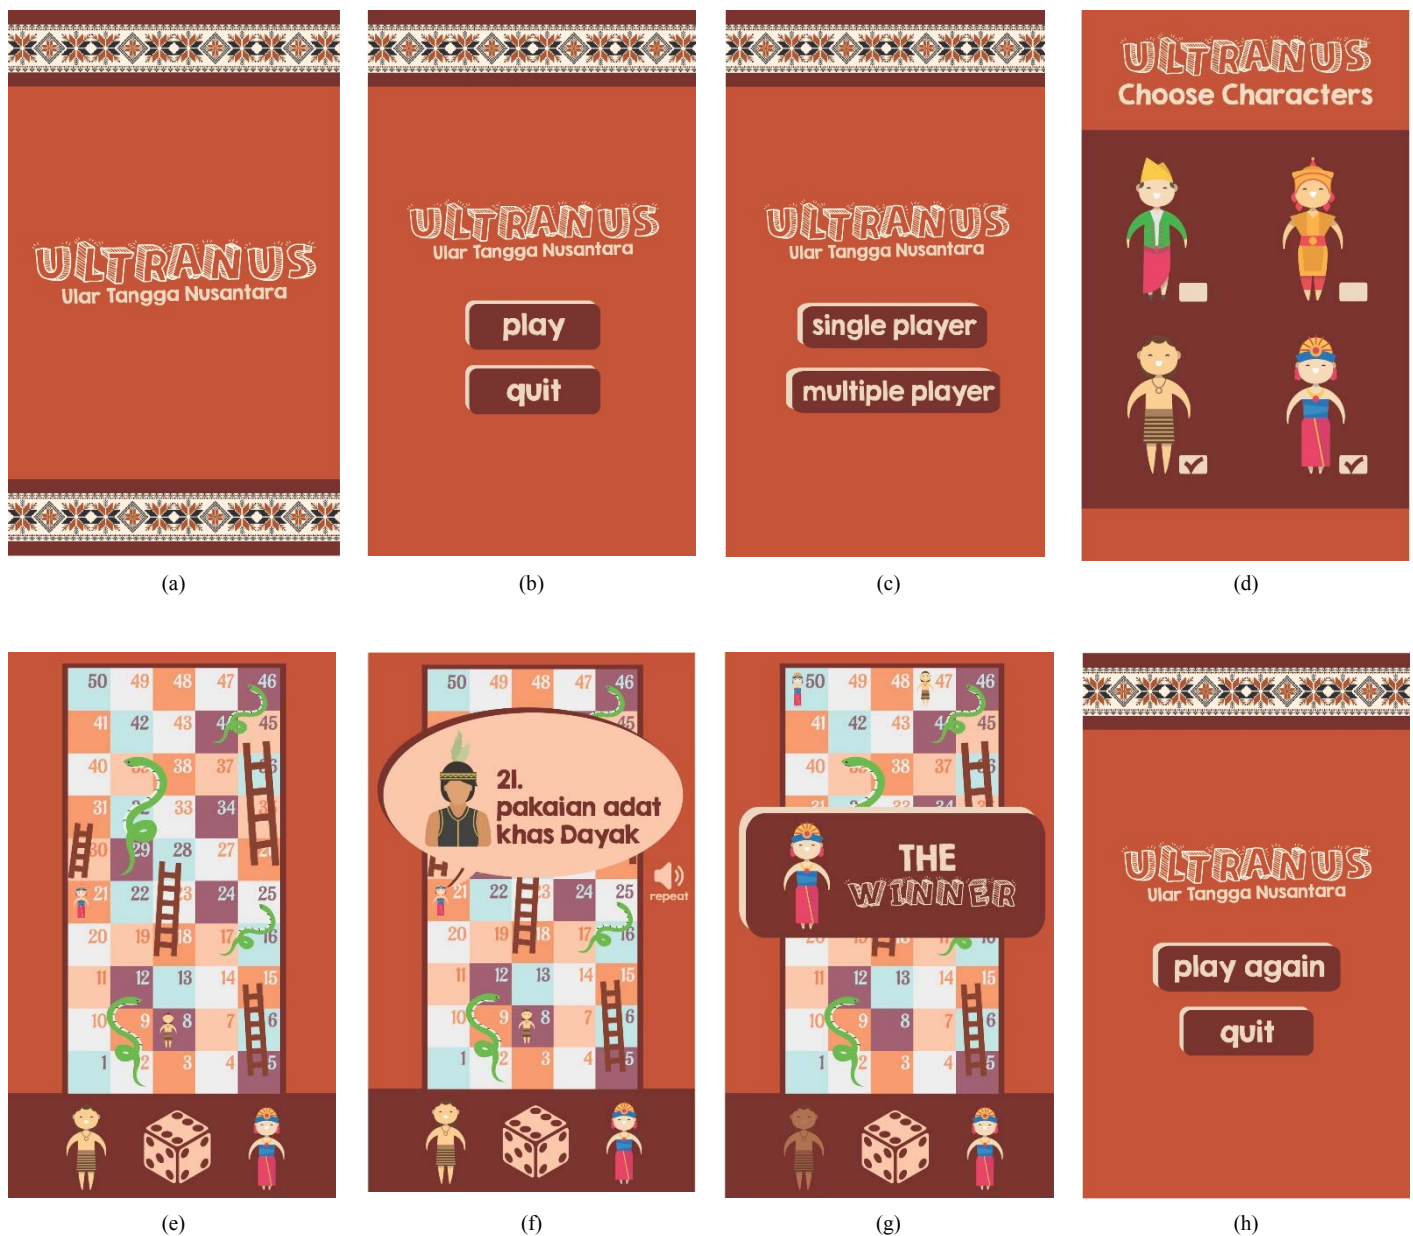 ULTRANUS
Ular Tangga Nusantara
(a)
ULTRANUS
Ular Tangga Nusantara
play
quit
(b)
ULTRANUS
Ular Tangga Nusantara
single player
multiple player
(c)
ULTRANUS
Choose Characters
(d)
50 49 48 47 46
41 42 43 44 45
40 39 38 37 36
31 33 34
30 29 28 27
21 22 23 24 25
20 19 18 17 16
11 12 13 14 15
10 9 8 7 6
1 2 3 4 5
(e)
50 49 48 47 46
45
21.
pakaian adat
khas Dayak
repeat
21 22 23 24 25
20 19 18 17 16
11 12 13 14 15
10 9 8 7 6
1 2 3 4 5
(f)
50 49 48 47 46
41 42 43 44 45
40 39 38 37
THE
WINNER
11 12 13 14 15
10 9 8 7 6
1 2 3 4 5
(g)
ULTRANUS
Ular Tangga Nusantara
play again
quit
(h)